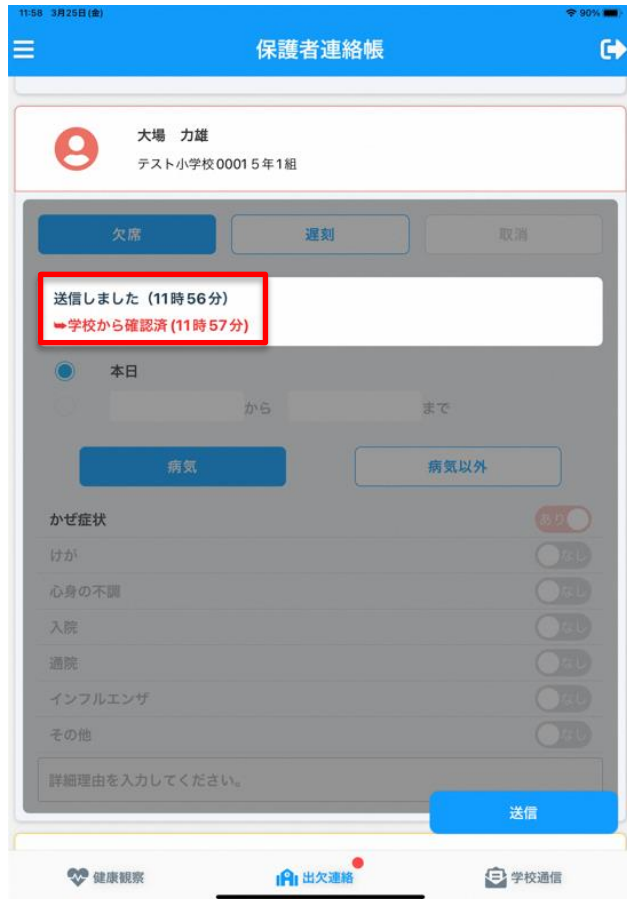 11:58 3月25日(金) 90%
保護者連絡帳
大場 力雄
テスト小学校0001 5年1組
欠席 遅刻 取消
送信しました（11時56分）
➥学校から確認済 (11時57分)
本日
から まで
病気 病気以外
かぜ症状 あり
けが なし
心身の不調 なし
入院 なし
通院 なし
インフルエンザ なし
その他 なし
詳細理由を入力してください。
送信
健康観察 出欠連絡 学校通信